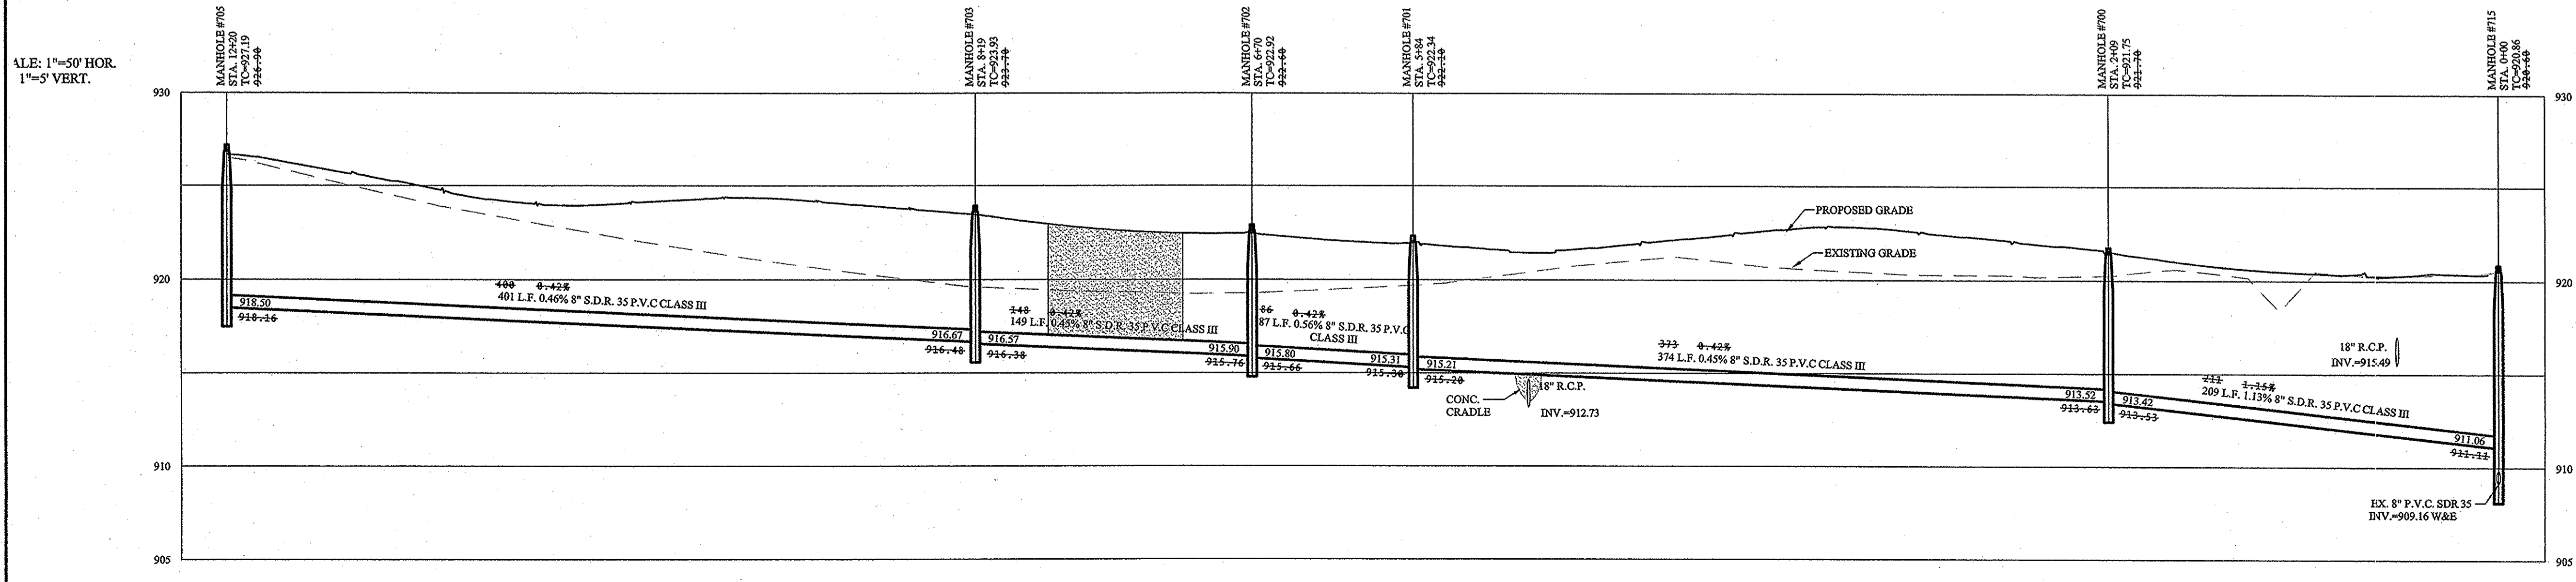 ALE: 1"=50' HOR.
1"=5' VERT.
MANHOLE #705
STA. 12+20
TC=927.19
926.90
MANHOLE #703
STA. 8+19
TC=923.93
923.70
MANHOLE #702
STA. 6+70
TC=922.92
922.60
MANHOLE #701
STA. 5+84
TC=922.34
922.10
MANHOLE #700
STA. 2+09
TC=921.75
921.70
MANHOLE #715
STA. 0+00
TC=920.86
920.60
930
930
PROPOSED GRADE
EXISTING GRADE
920
920
400 0.42%
401 L.F. 0.46% 8" S.D.R. 35 P.V.C CLASS III
918.50
918.16
916.67
916.48
148 0.42%
149 L.F. 0.45% 8" S.D.R. 35 P.V.C CLASS III
916.57
916.38
915.90
915.76
86 0.42%
87 L.F. 0.56% 8" S.D.R. 35 P.V.C
CLASS III
915.80
915.66
915.31
915.30
915.21
915.20
373 0.42%
374 L.F. 0.45% 8" S.D.R. 35 P.V.C CLASS III
CONC.
CRADLE
18" R.C.P.
INV.=912.73
913.52
913.63
913.42
913.53
18" R.C.P.
INV.=915.49
211 1.15%
209 L.F. 1.13% 8" S.D.R. 35 P.V.C CLASS III
911.06
911.11
910
910
EX. 8" P.V.C. SDR 35
INV.=909.16 W&E
905
905